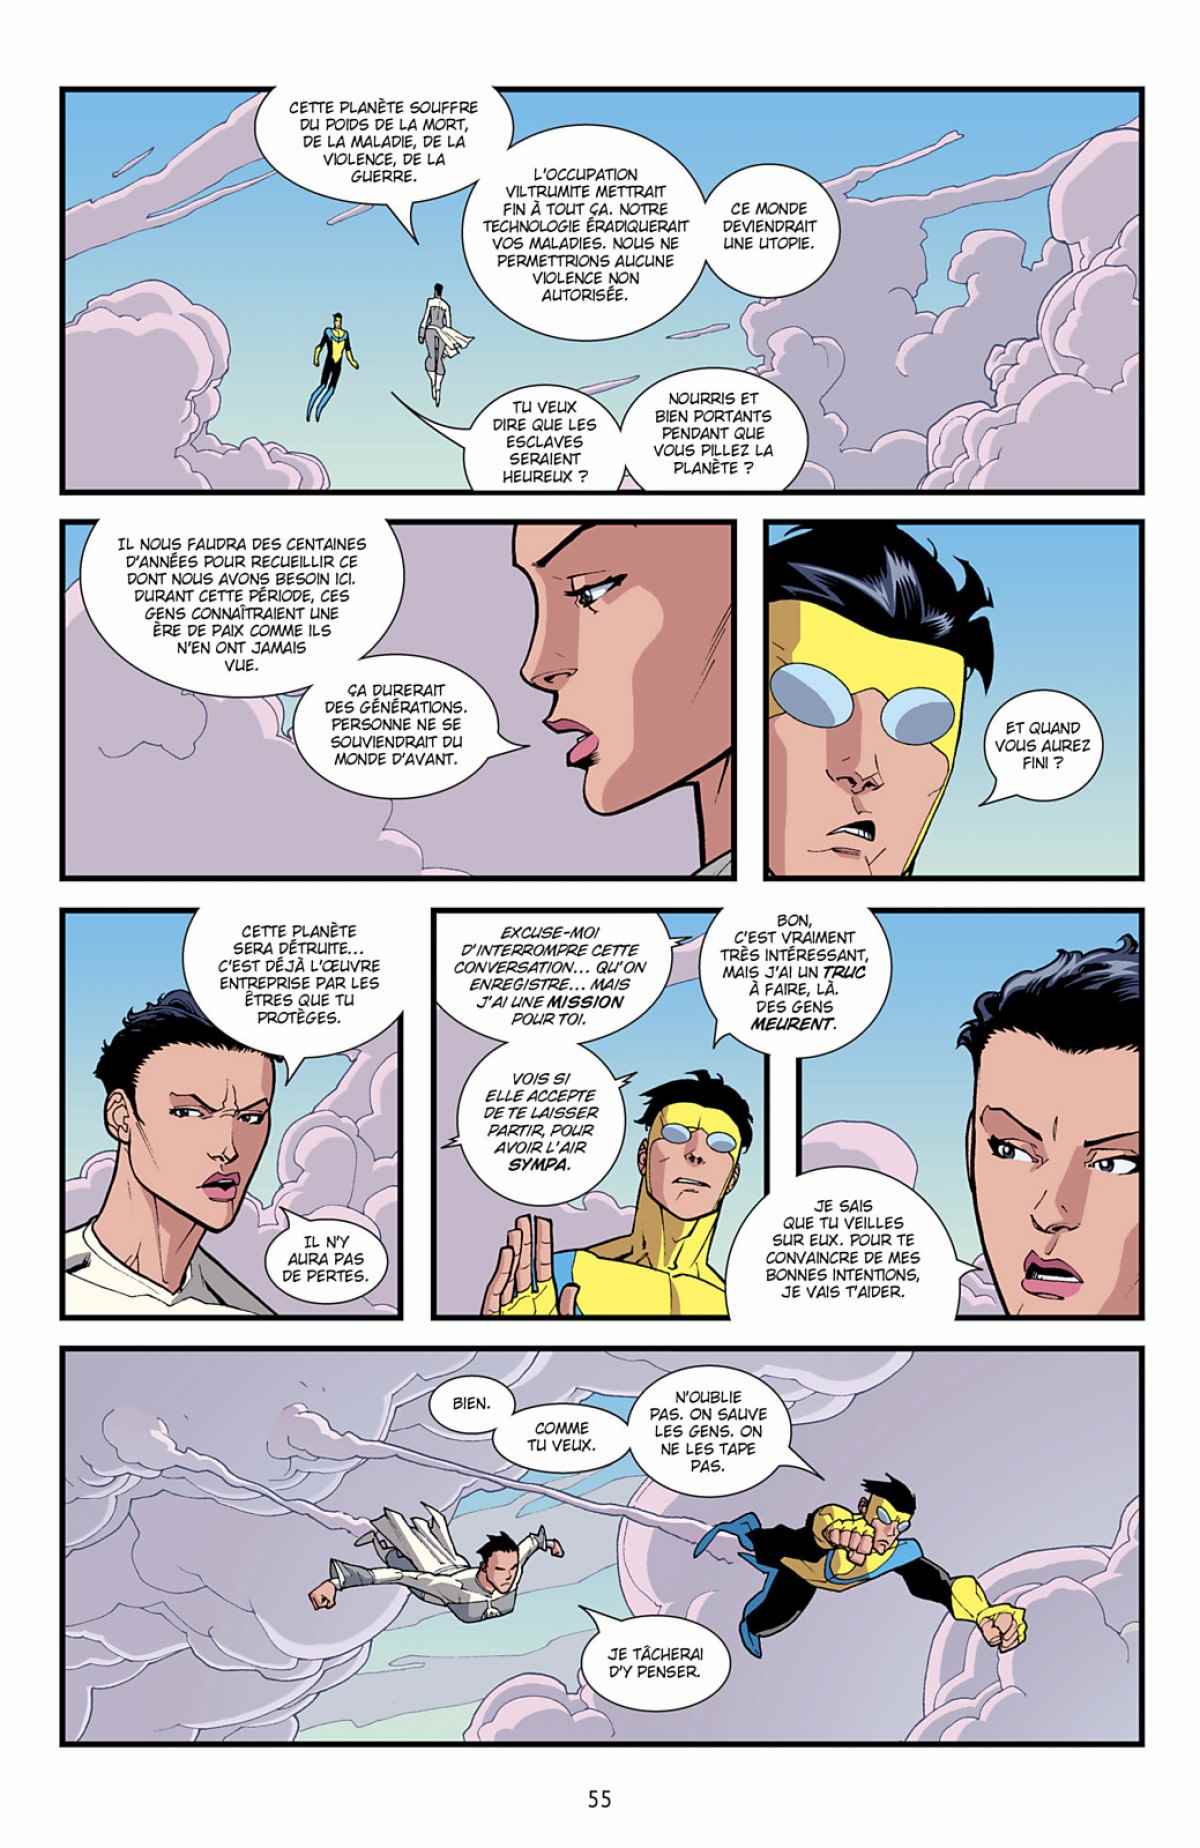 CETTE PLANÈTE SOUFFRE
DU POIDS DE LA MORT,
DE LA MALADIE, DE LA
VIOLENCE, DE LA
GUERRE.
L'OCCUPATION
VILTRUMITE METTRAIT
FIN À TOUT ÇA. NOTRE
TECHNOLOGIE ÉRADIQUERAIT
VOS MALADIES. NOUS NE
PERMETTRIONS AUCUNE
VIOLENCE NON
AUTORISÉE.
CE MONDE
DEVIENDRAIT
UNE UTOPIE.
TU VEUX
DIRE QUE LES
ESCLAVES
SERAIENT
HEUREUX ?
NOURRIS ET
BIEN PORTANTS
PENDANT QUE
VOUS PILLEZ LA
PLANÈTE ?
IL NOUS FAUDRA DES CENTAINES
D'ANNÉES POUR RECUEILLIR CE
DONT NOUS AVONS BESOIN ICI.
DURANT CETTE PÉRIODE, CES
GENS CONNAÎTRAIENT UNE
ÈRE DE PAIX COMME ILS
N'EN ONT JAMAIS
VUE.
ÇA DURERAIT
DES GÉNÉRATIONS.
PERSONNE NE SE
SOUVIENDRAIT DU
MONDE D'AVANT.
ET QUAND
VOUS AUREZ
FINI ?
CETTE PLANÈTE
SERA DÉTRUITE...
C'EST DÉJÀ L'ŒUVRE
ENTREPRISE PAR LES
ÊTRES QUE TU
PROTÈGES.
IL N'Y
AURA PAS
DE PERTES.
EXCUSE-MOI
D'INTERROMPRE CETTE
CONVERSATION... QU'ON
ENREGISTRE... MAIS
J'AI UNE MISSION
POUR TOI.
VOIS SI
ELLE ACCEPTE
DE TE LAISSER
PARTIR, POUR
AVOIR L'AIR
SYMPA.
BON,
C'EST VRAIMENT
TRÈS INTÉRESSANT,
MAIS J'AI UN TRUC
À FAIRE, LÀ.
DES GENS
MEURENT.
JE SAIS
QUE TU VEILLES
SUR EUX. POUR TE
CONVAINCRE DE MES
BONNES INTENTIONS,
JE VAIS T'AIDER.
BIEN.
COMME
TU VEUX.
N'OUBLIE
PAS. ON SAUVE
LES GENS. ON
NE LES TAPE
PAS.
JE TÂCHERAI
D'Y PENSER.
55